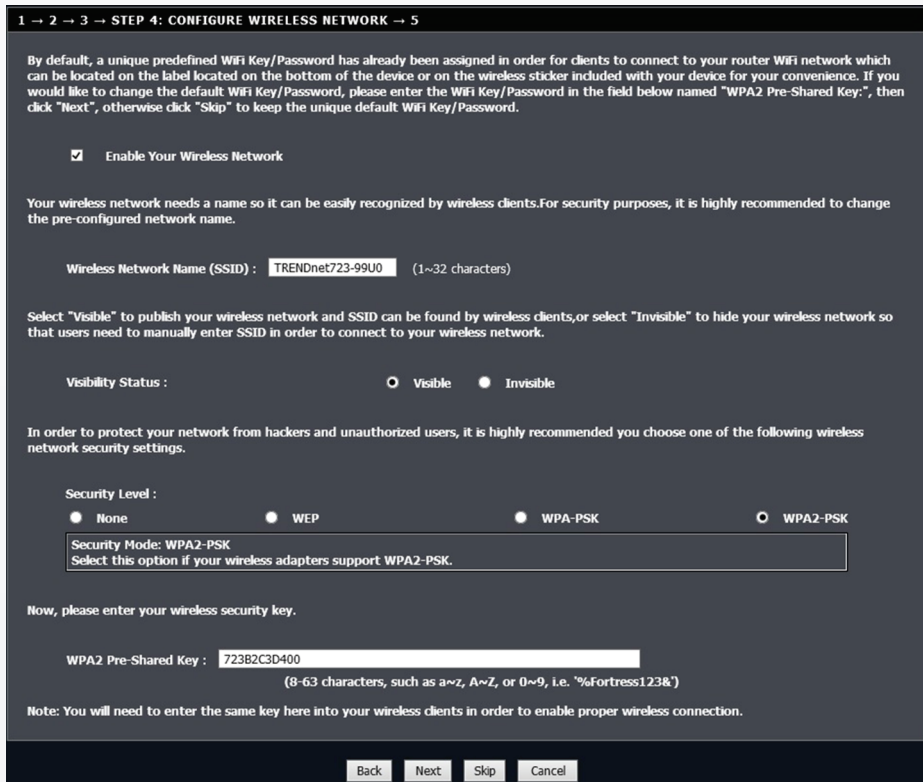 1 → 2 → 3 → STEP 4: CONFIGURE WIRELESS NETWORK → 5
By default, a unique predefined WiFi Key/Password has already been assigned in order for clients to connect to your router WiFi network which
can be located on the label located on the bottom of the device or on the wireless sticker included with your device for your convenience. If you
would like to change the default WiFi Key/Password, please enter the WiFi Key/Password in the field below named "WPA2 Pre-Shared Key:", then
click "Next", otherwise click "Skip" to keep the unique default WiFi Key/Password.
Enable Your Wireless Network
Your wireless network needs a name so it can be easily recognized by wireless clients.For security purposes, it is highly recommended to change
the pre-configured network name.
Wireless Network Name (SSID) : TRENDnet723-99U0 (1~32 characters)
Select "Visible" to publish your wireless network and SSID can be found by wireless clients,or select "Invisible" to hide your wireless network so
that users need to manually enter SSID in order to connect to your wireless network.
Visibility Status : Visible Invisible
In order to protect your network from hackers and unauthorized users, it is highly recommended you choose one of the following wireless
network security settings.
Security Level :
None WEP WPA-PSK WPA2-PSK
Security Mode: WPA2-PSK
Select this option if your wireless adapters support WPA2-PSK.
Now, please enter your wireless security key.
WPA2 Pre-Shared Key : 723B2C3D400
(8-63 characters, such as a~z, A~Z, or 0~9, i.e. '%Fortress123&')
Note: You will need to enter the same key here into your wireless clients in order to enable proper wireless connection.
Back Next Skip Cancel